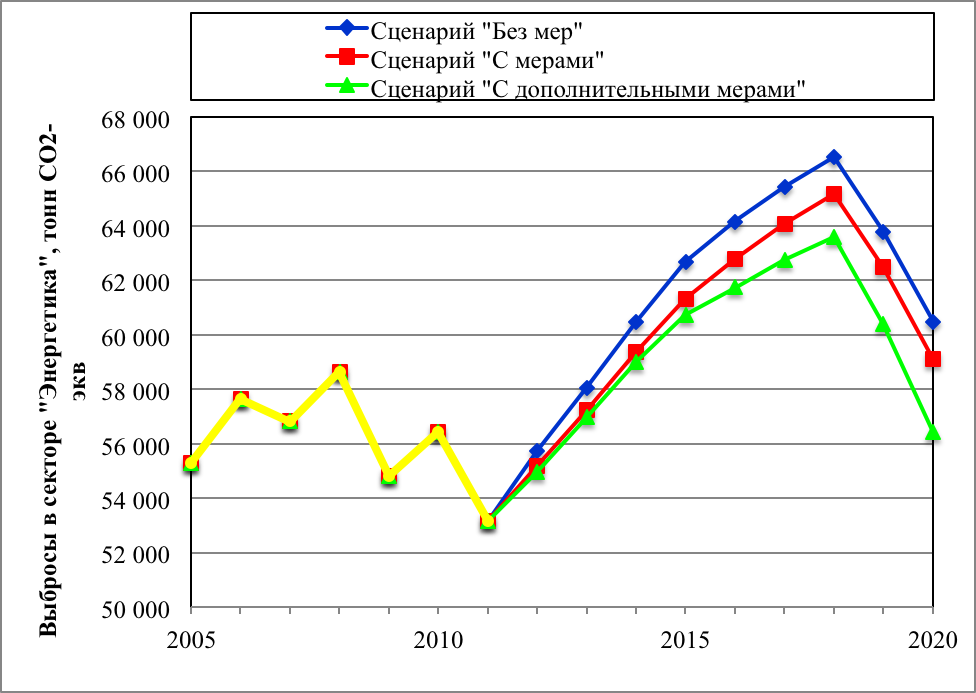 Сценарий "Без мер"
Сценарий "С мерами"
Сценарий "С дополнительными мерами"
Выбросы в секторе "Энергетика", тонн СО2-
экв
68 000
66 000
64 000
62 000
60 000
58 000
56 000
54 000
52 000
50 000
2005
2010
2015
2020